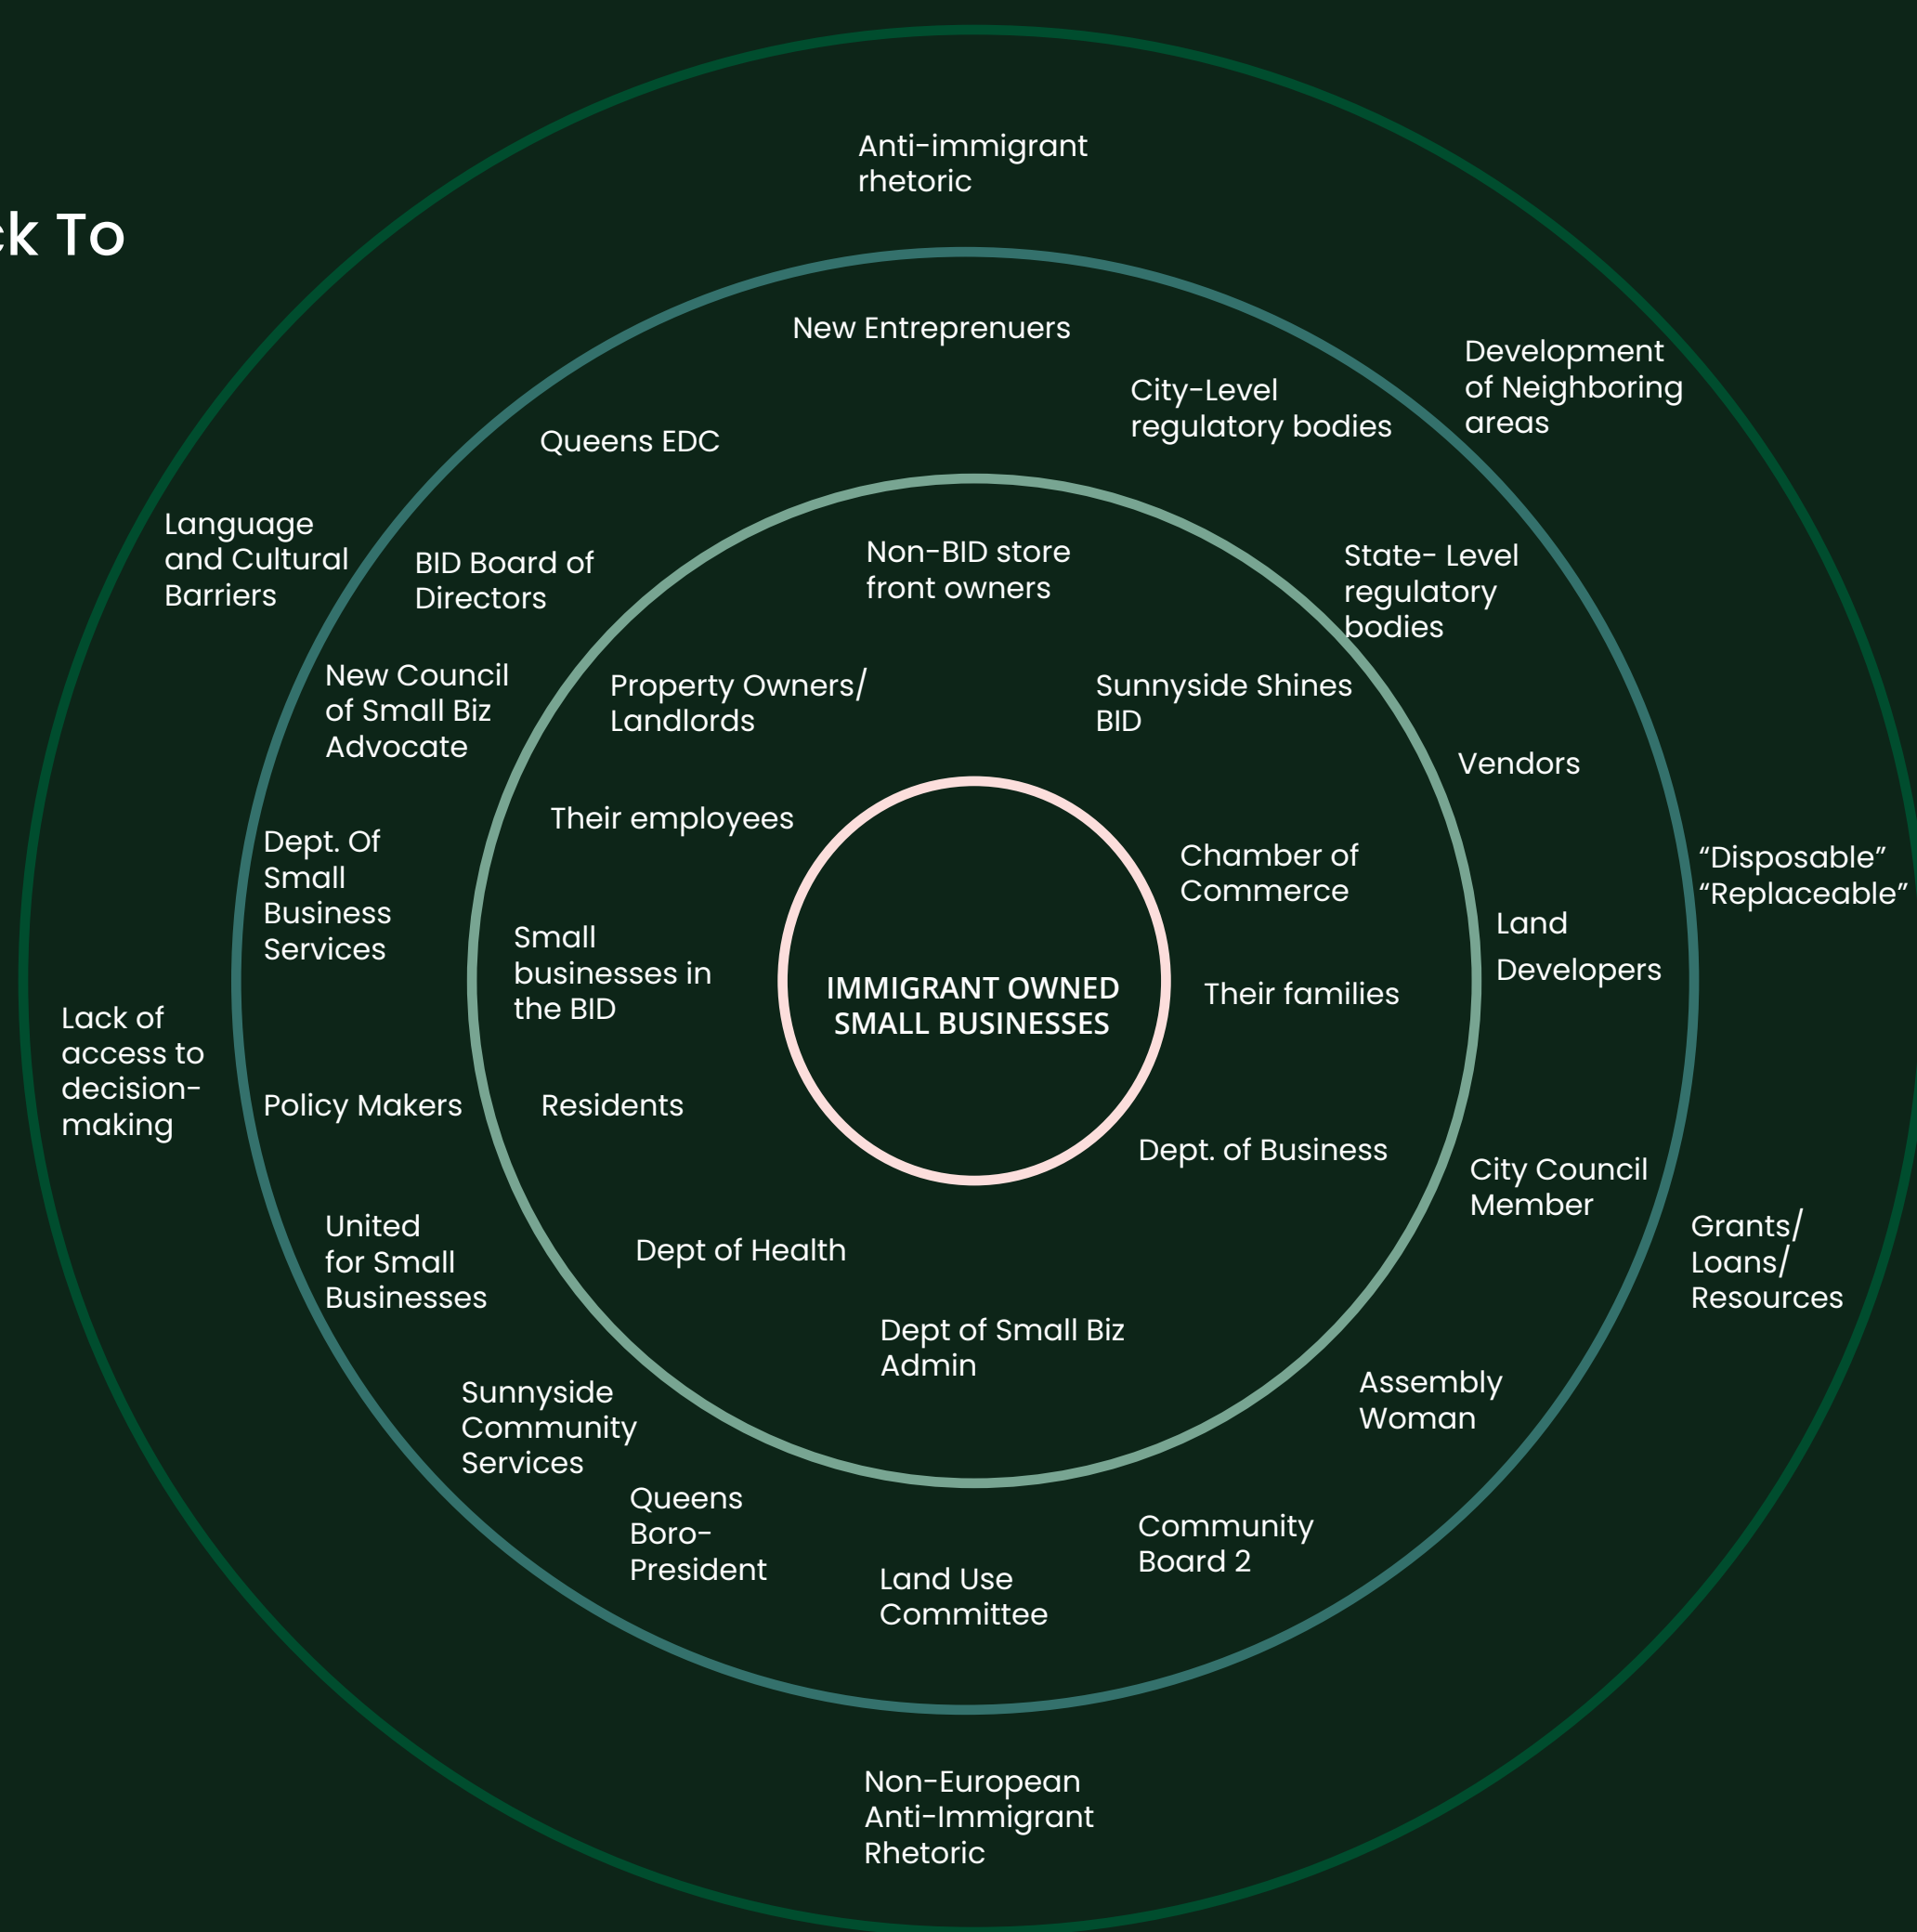 Anti-immigrant
rhetoric
ck To
New Entreprenuers
Development
of Neighboring
areas
City-Level
regulatory bodies
Queens EDC
Language
and Cultural
Barriers
BID Board of
Directors
Non-BID store
front owners
State- Level
regulatory
bodies
New Council
of Small Biz
Advocate
Property Owners/
Landlords
Sunnyside Shines
BID
Vendors
Their employees
Dept. Of
Small
Business
Services
Chamber of
Commerce
“Disposable”
“Replaceable”
Land
Developers
Small
businesses in
the BID
IMMIGRANT OWNED
SMALL BUSINESSES
Their families
Lack of
access to
decision-
making
Policy Makers
Residents
Dept. of Business
City Council
Member
United
for Small
Businesses
Grants/
Loans/
Resources
Dept of Health
Dept of Small Biz
Admin
Assembly
Woman
Sunnyside
Community
Services
Queens
Boro-
President
Community
Board 2
Land Use
Committee
Non-European
Anti-Immigrant
Rhetoric